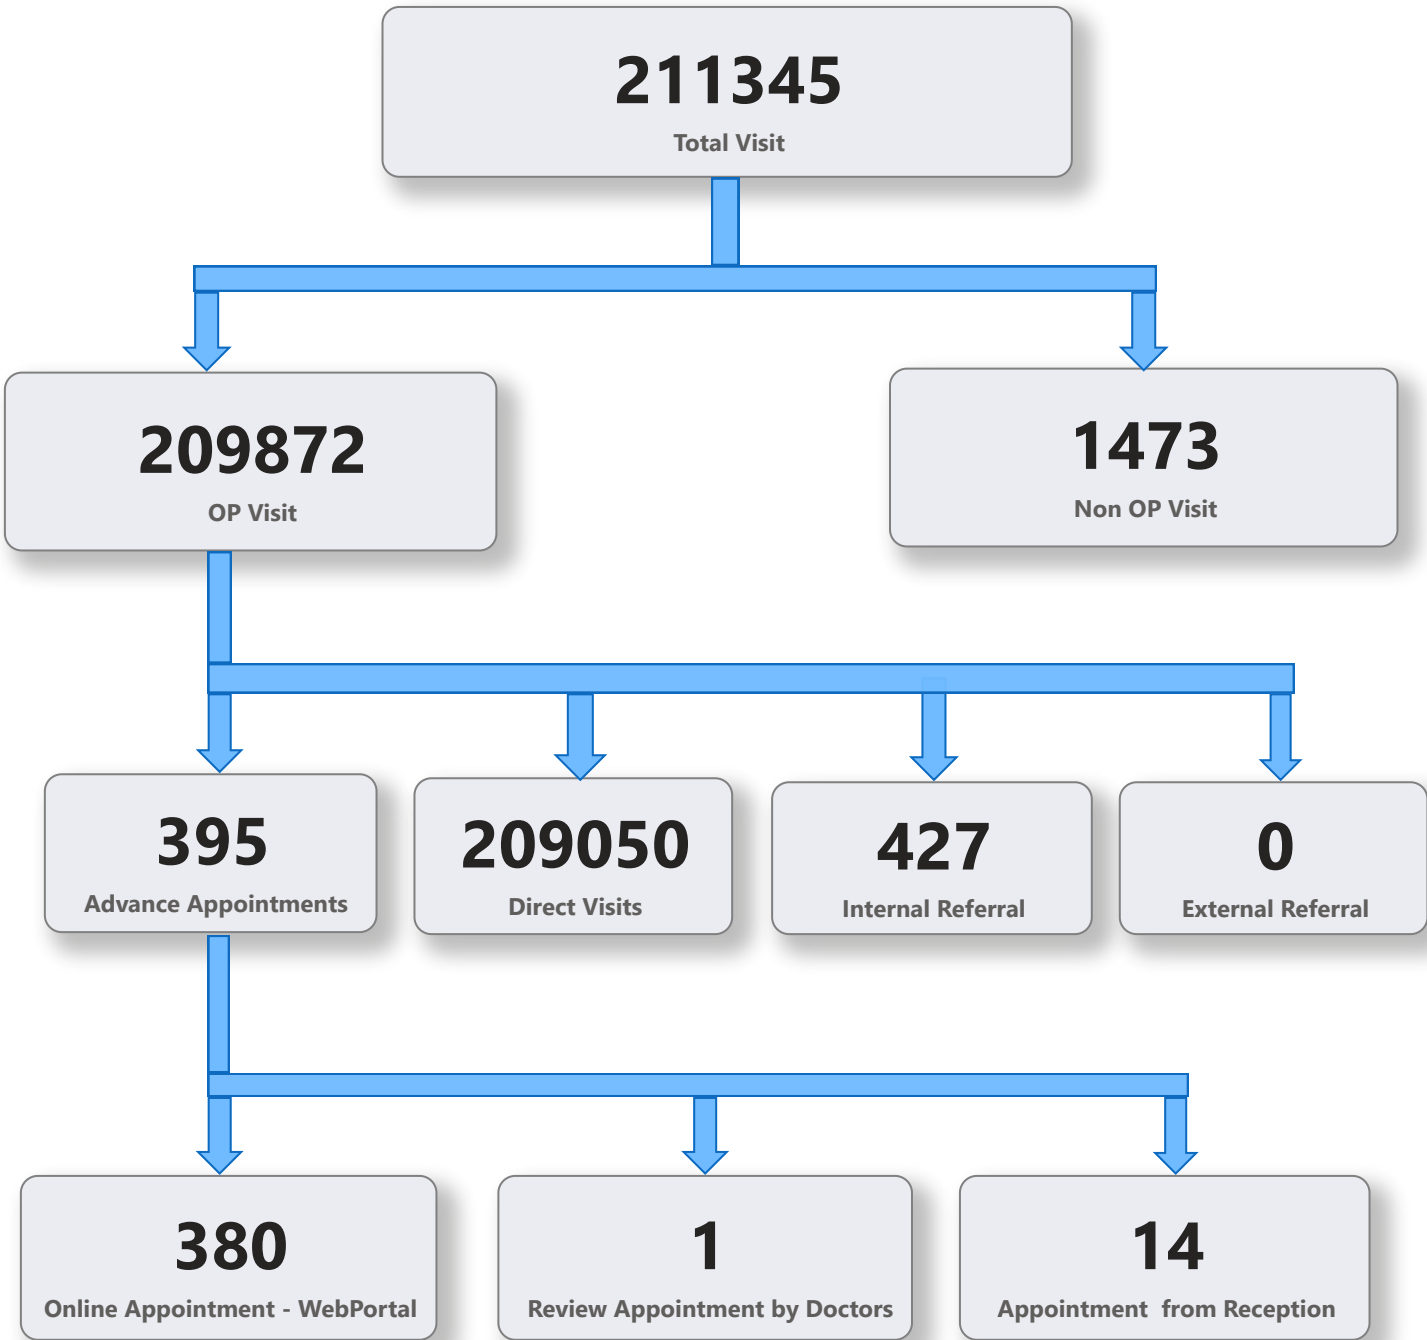 211345
Total Visit
209872
OP Visit
1473
Non OP Visit
395
Advance Appointments
209050
Direct Visits
427
Internal Referral
0
External Referral
380
Online Appointment - WebPortal
1
Review Appointment by Doctors
14
Appointment  from Reception